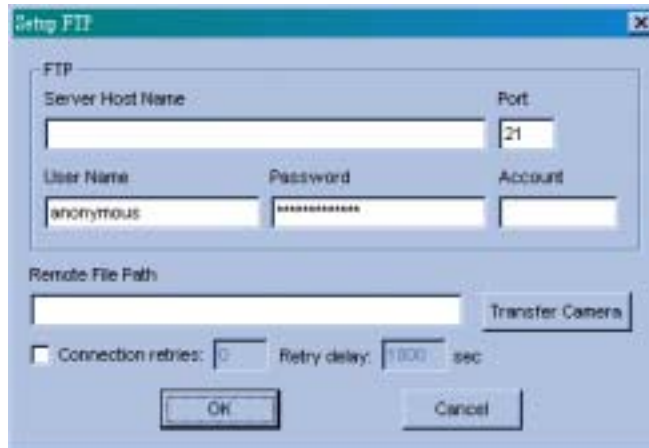 Setup FTP
FTP
Server Host Name Port
21
User Name Password Account
anonymous *************
Remote File Path
Transfer Camera
Connection retries: 0 Retry delay: 1800 sec
OK Cancel